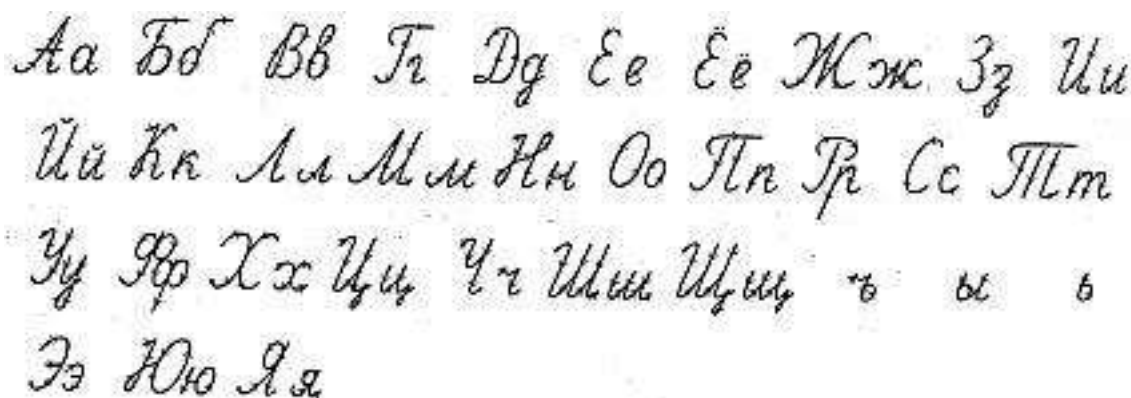 Аа Бб Вв Гг Дд Ее Ёё Жж Зз Ии
Йй Кк Лл Мм Нн Оо Пп Рр Сс Тт
Уу Фф Хх Цц Чч Шш Щщ ъ ы ь
Ээ Юю Яя